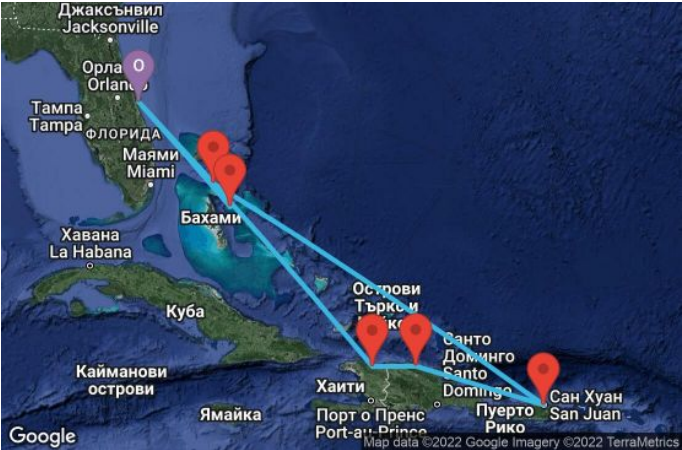 Джаксънвил
Jacksonville
Орла
Orlando
O
Тампа
Tampa
ФЛОРИДА
Маями
Miami
Бахами
Хавана
La Habana
Куба
Острови
Търкс и
Кайманови
острови
Ямайка
Хаити
Порт о Пренс
Port-au-Prince
Санто
Доминго
Santo
Domingo
Пуерто
Рико
Сан Хуан
San Juan
Google
Map data ©2022 Google Imagery ©2022 TerraMetrics